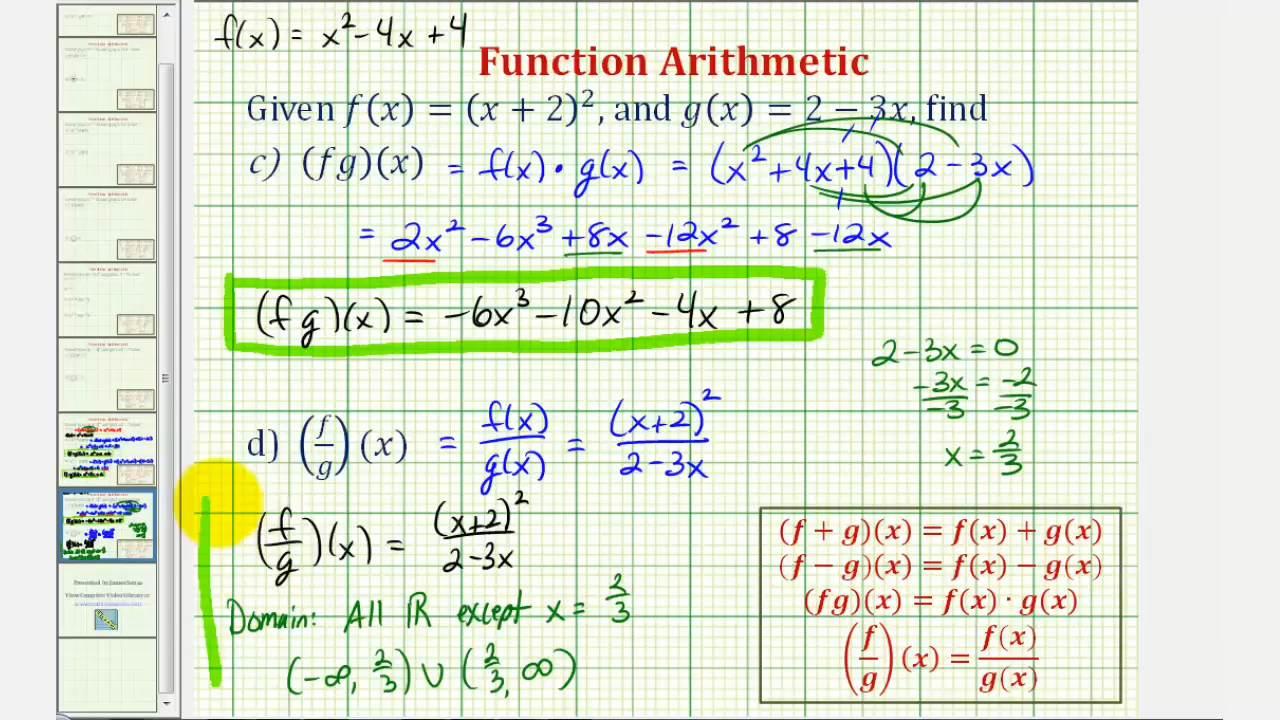 f(x) = x² - 4x + 4
Function Arithmetic
Given f(x) = (x + 2)², and g(x) = 2 − 3x, find
c) (fg)(x) = f(x) · g(x) = (x² + 4x + 4)(2 - 3x)
= 2x² - 6x³ + 8x - 12x² + 8 - 12x
(fg)(x) = -6x³ - 10x² - 4x + 8
2 - 3x = 0
-3x/-3 = -2/-3
x = 2/3
d) (f/g)(x) = f(x)/g(x) = (x+2)²/2-3x
(f/g)(x) = (x+2)²/2-3x
Domain: All ℝ except x = 2/3
(-∞, 2/3) ∪ (2/3, ∞)
(f + g)(x) = f(x) + g(x)
(f − g)(x) = f(x) − g(x)
(fg)(x) = f(x) · g(x)
(f/g)(x) = f(x)/g(x)